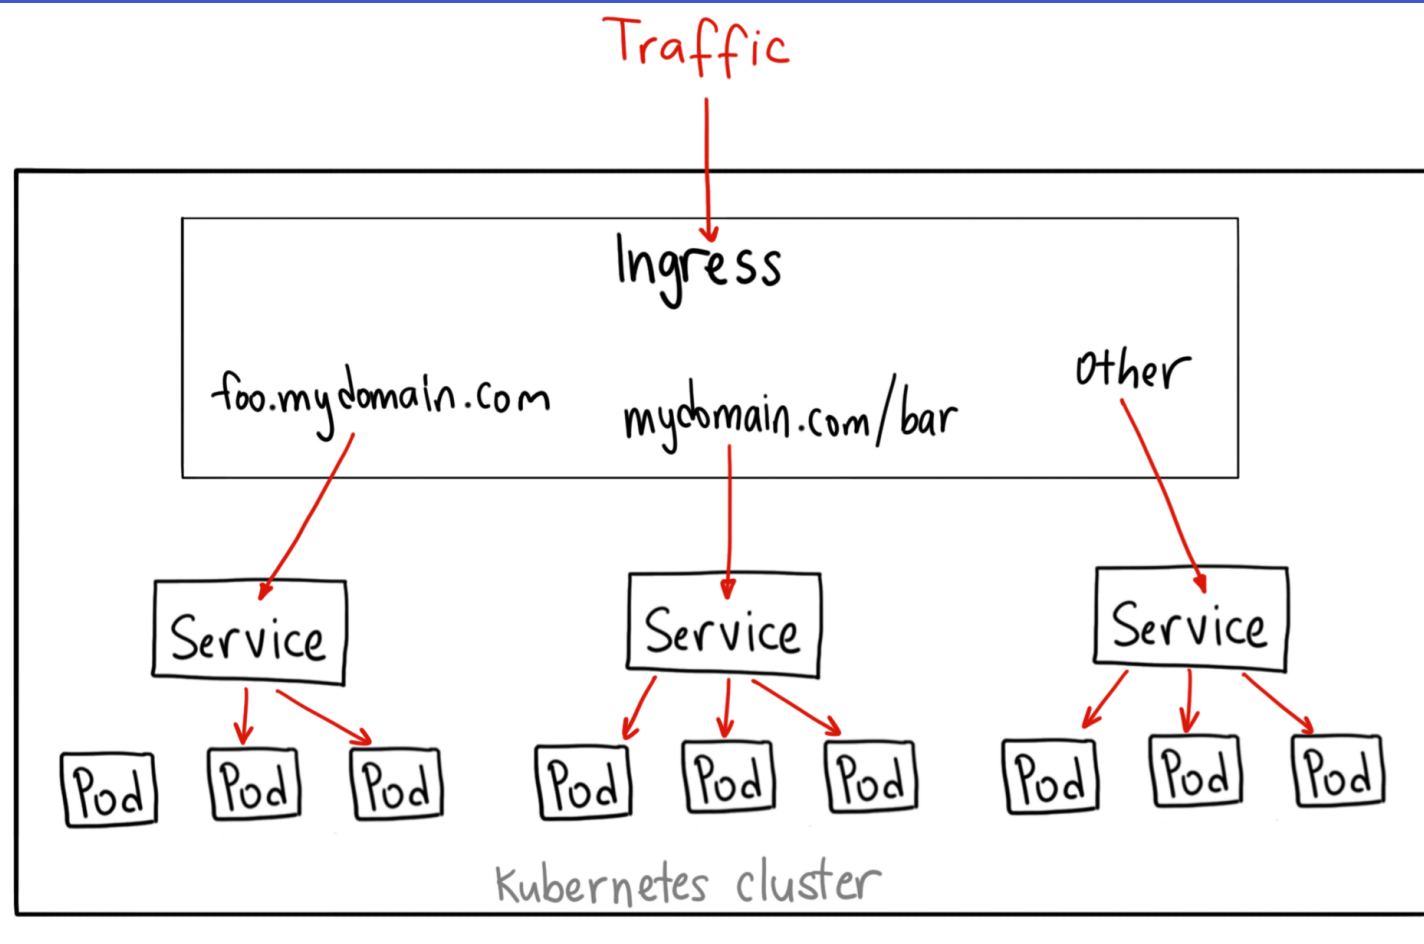 Traffic
Ingress
foo.mydomain.com
mydomain.com/bar
other
Service
Service
Service
Pod
Pod
Pod
Pod
Pod
Pod
Pod
Pod
Pod
Kubernetes cluster